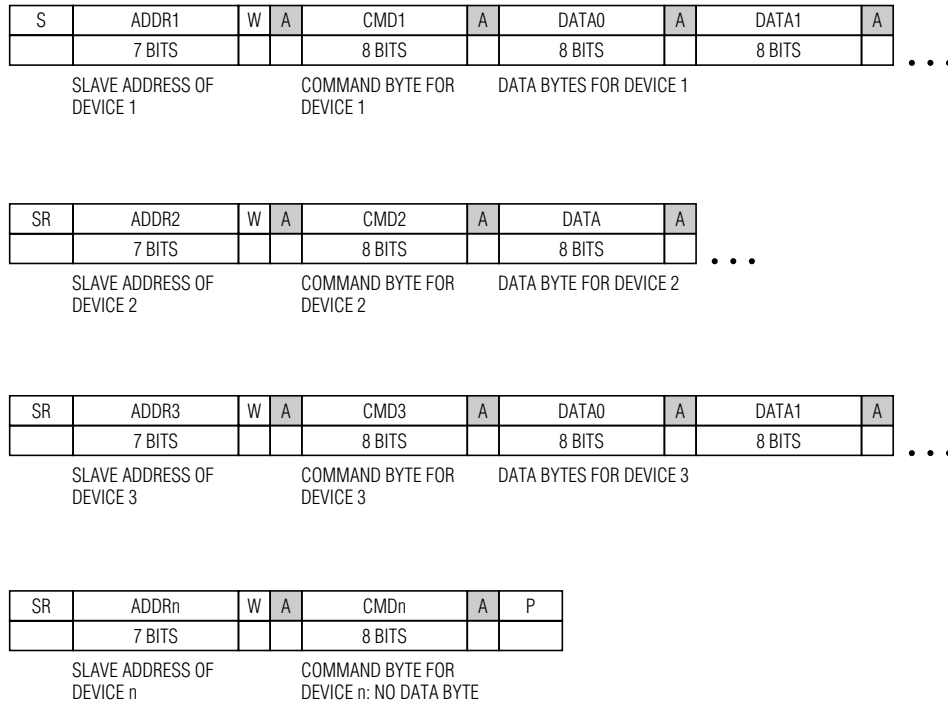 S ADDR1 W A CMD1 A DATA0 A DATA1 A
7 BITS 8 BITS 8 BITS 8 BITS
SLAVE ADDRESS OF DEVICE 1
COMMAND BYTE FOR DEVICE 1
DATA BYTES FOR DEVICE 1
...
SR ADDR2 W A CMD2 A DATA A
7 BITS 8 BITS 8 BITS
SLAVE ADDRESS OF DEVICE 2
COMMAND BYTE FOR DEVICE 2
DATA BYTE FOR DEVICE 2
...
SR ADDR3 W A CMD3 A DATA0 A DATA1 A
7 BITS 8 BITS 8 BITS 8 BITS
SLAVE ADDRESS OF DEVICE 3
COMMAND BYTE FOR DEVICE 3
DATA BYTES FOR DEVICE 3
...
SR ADDRn W A CMDn A P
7 BITS 8 BITS
SLAVE ADDRESS OF DEVICE n
COMMAND BYTE FOR DEVICE n: NO DATA BYTE